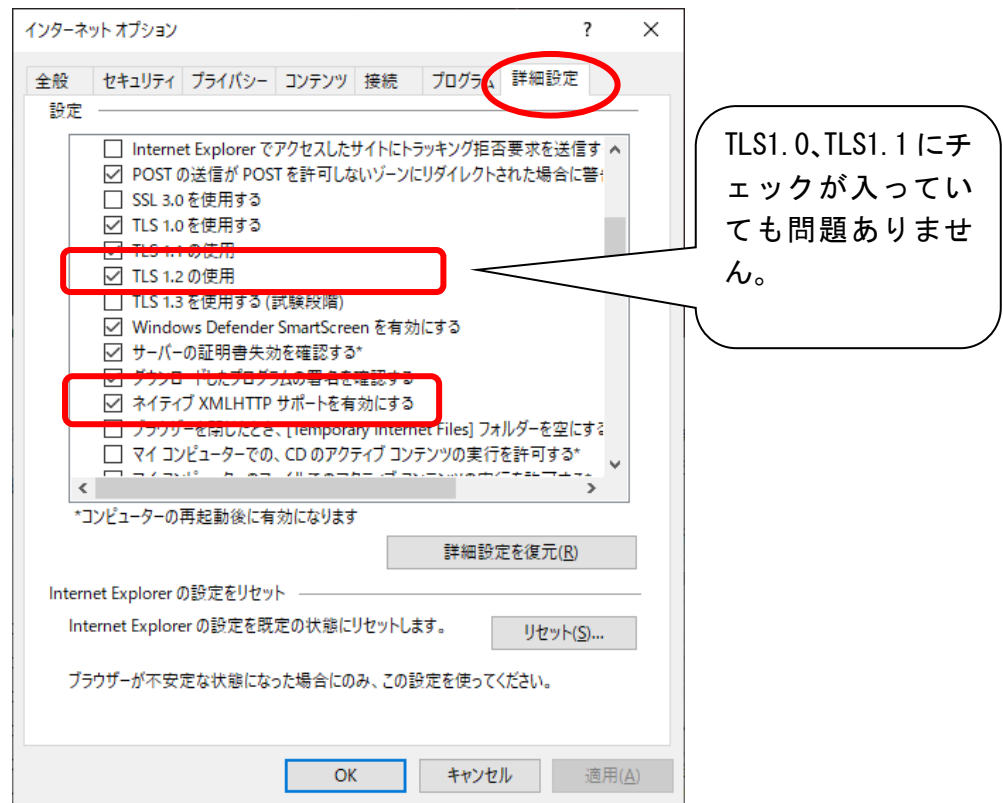 インターネット オプション ? ×
全般 セキュリティ プライバシー コンテンツ 接続 プログラム 詳細設定
設定
Internet Explorer でアクセスしたサイトにトラッキング拒否要求を送信す
POST の送信が POST を許可しないゾーンにリダイレクトされた場合に警
SSL 3.0 を使用する
TLS 1.0 を使用する
TLS 1.1 の使用
TLS 1.2 の使用
TLS 1.3 を使用する (試験段階)
Windows Defender SmartScreen を有効にする
サーバーの証明書失効を確認する*
ダウンロードしたプログラムの署名を確認する
ネイティブ XMLHTTP サポートを有効にする
ブラウザーを閉じたとき、[Temporary Internet Files] フォルダーを空にする
マイ コンピューターでの、CD のアクティブ コンテンツの実行を許可する*
*コンピューターの再起動後に有効になります
詳細設定を復元(R)
Internet Explorer の設定をリセット
Internet Explorer の設定を既定の状態にリセットします。
リセット(S)...
ブラウザーが不安定な状態になった場合にのみ、この設定を使ってください。
OK キャンセル 適用(A)
TLS1.0、TLS1.1にチ
ェックが入ってい
ても問題ありませ
ん。